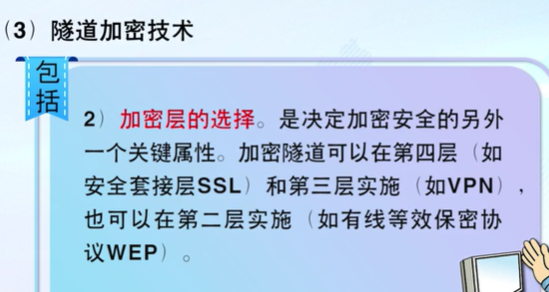 （3）隧道加密技术
包
括
2）加密层的选择。是决定加密安全的另外
一个关键属性。加密隧道可以在第四层（如
安全套接层SSL）和第三层实施（如VPN），
也可以在第二层实施（如有线等效保密协
议WEP）。